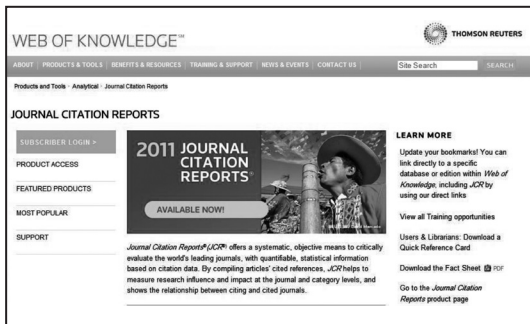 WEB OF KNOWLEDGE℠
THOMSON REUTERS
ABOUT | PRODUCTS & TOOLS | BENEFITS & RESOURCES | TRAINING & SUPPORT | NEWS & EVENTS | CONTACT US |
Site Search
SEARCH
Products and Tools > Analytical > Journal Citation Reports
JOURNAL CITATION REPORTS
SUBSCRIBER LOGIN >
PRODUCT ACCESS
FEATURED PRODUCTS
MOST POPULAR
SUPPORT
2011 JOURNAL
CITATION
REPORTS®
AVAILABLE NOW!
Journal Citation Reports® (JCR®) offers a systematic, objective means to critically
evaluate the world's leading journals, with quantifiable, statistical information
based on citation data. By compiling articles' cited references, JCR helps to
measure research influence and impact at the journal and category levels, and
shows the relationship between citing and cited journals.
LEARN MORE
Update your bookmarks! You can
link directly to a specific
database or edition within Web of
Knowledge, including JCR by
using our direct links
View all Training opportunities
Users & Librarians: Download a
Quick Reference Card
Download the Fact Sheet PDF
Go to the Journal Citation
Reports product page